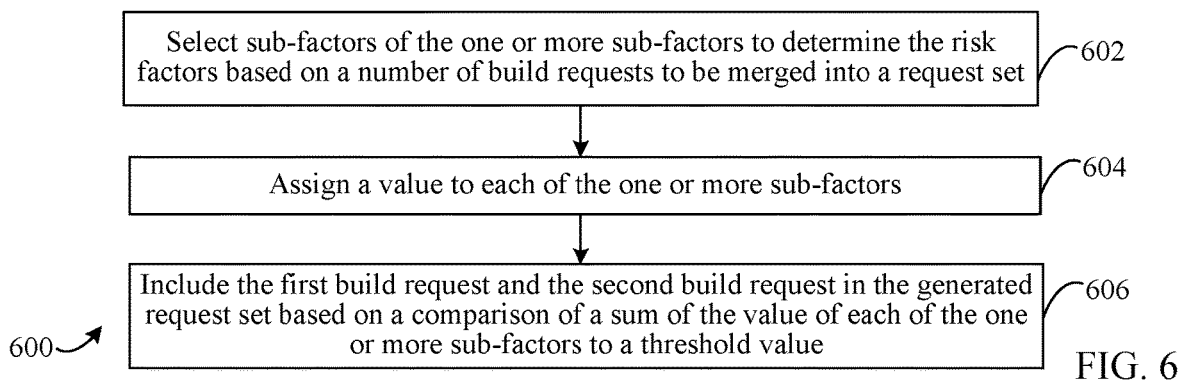 Select sub-factors of the one or more sub-factors to determine the risk
factors based on a number of build requests to be merged into a request set
602
Assign a value to each of the one or more sub-factors
604
Include the first build request and the second build request in the generated
request set based on a comparison of a sum of the value of each of the one
or more sub-factors to a threshold value
606
600
FIG. 6